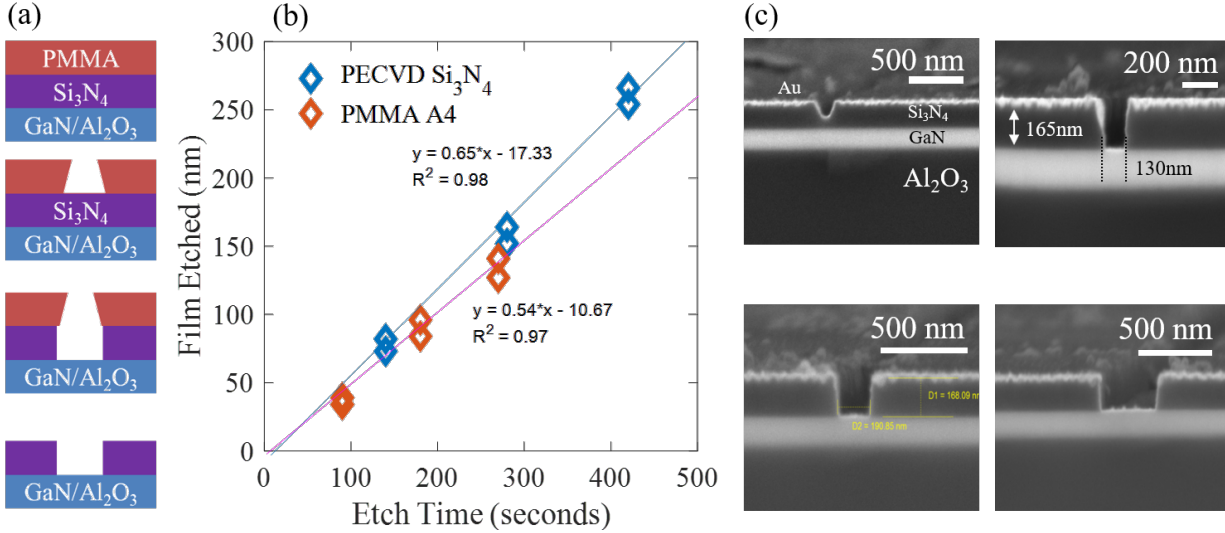 (a)
PMMA
Si3N4
GaN/Al2O3
Si3N4
GaN/Al2O3
GaN/Al2O3
GaN/Al2O3
(b)
Film Etched (nm)
300
250
200
150
100
50
0
PECVD Si3N4
PMMA A4
y = 0.65*x - 17.33
R2 = 0.98
y = 0.54*x - 10.67
R2 = 0.97
0 100 200 300 400 500
Etch Time (seconds)
(c)
500 nm
Au
Si3N4
GaN
Al2O3
200 nm
165nm
130nm
500 nm
D1 = 168.09 nm
D2 = 190.85 nm
500 nm